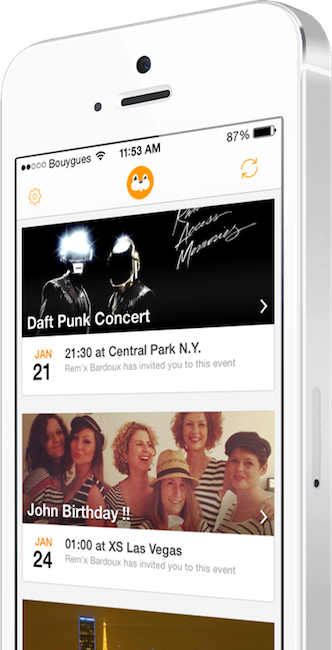 Bouygues 11:53 AM 87%
Random
Access
Memories
Daft Punk Concert
JAN
21
21:30 at Central Park N.Y.
Rem'x Bardoux has invited you to this event
John Birthday !!
JAN
24
01:00 at XS Las Vegas
Rem'x Bardoux has invited you to this event